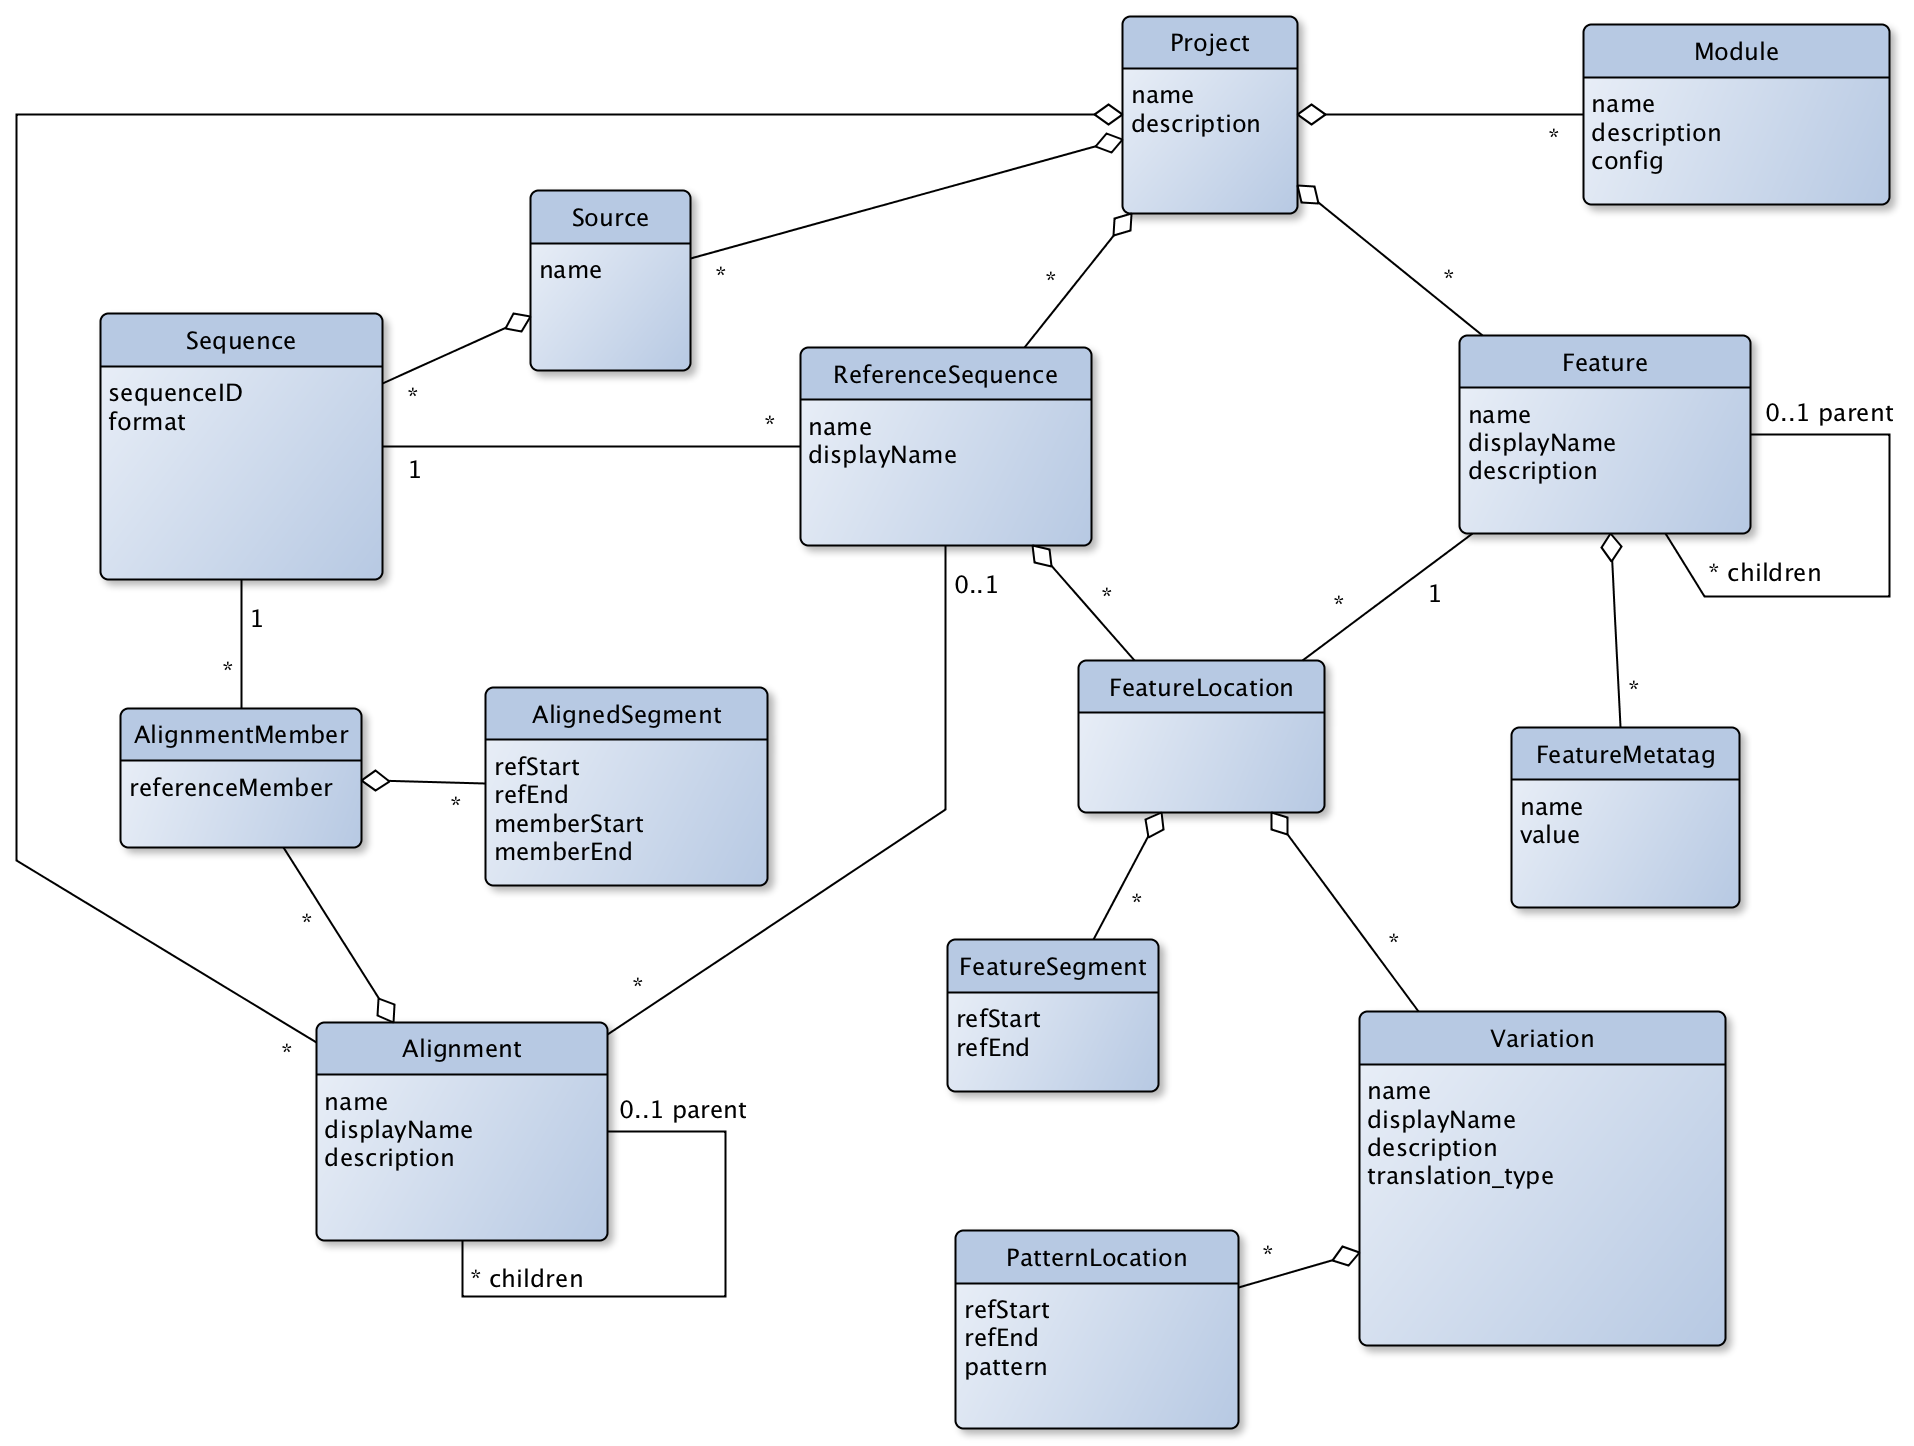 Project
name
description
*
*
*
*
Module
name
description
config
Source
name
*
Sequence
sequenceID
format
1
1
*
ReferenceSequence
name
displayName
0..1
*
Feature
name
displayName
description
0..1 parent
* children
*
1
*
AlignmentMember
referenceMember
*
*
AlignedSegment
refStart
refEnd
memberStart
memberEnd
FeatureLocation
*
*
FeatureMetatag
name
value
FeatureSegment
refStart
refEnd
*
*
Alignment
name
displayName
description
0..1 parent
* children
Variation
name
displayName
description
translation_type
*
PatternLocation
refStart
refEnd
pattern